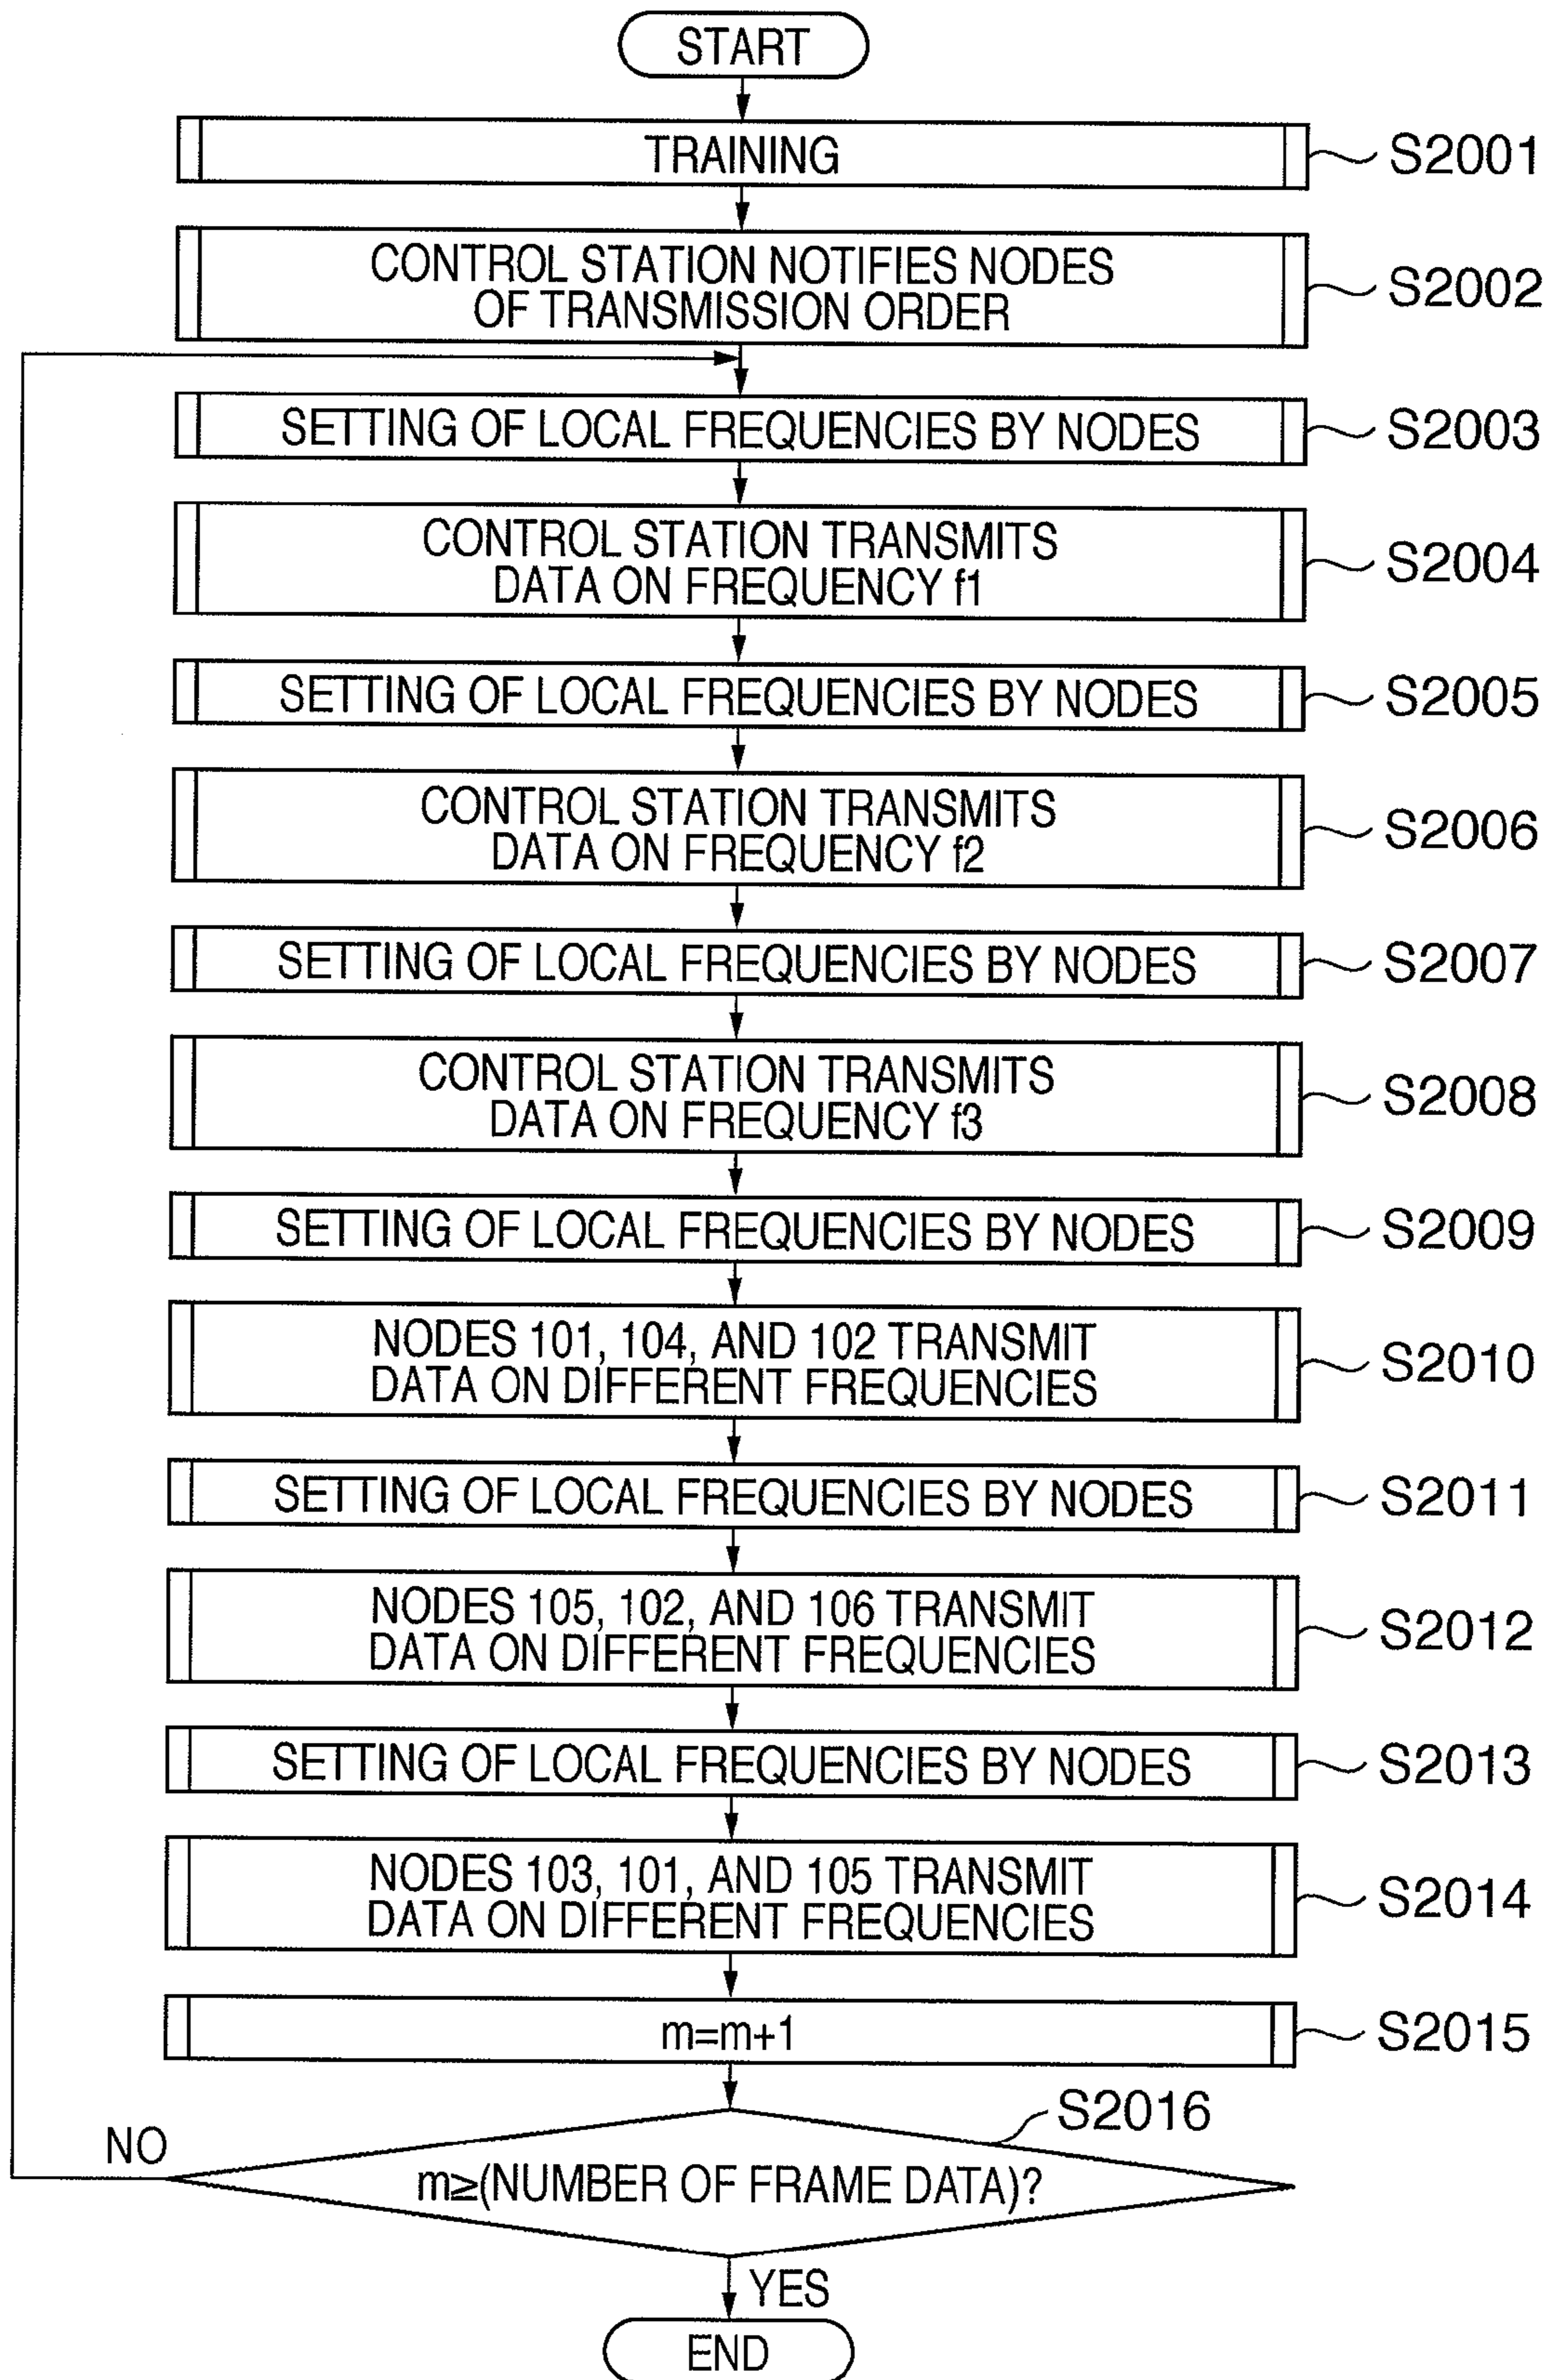 START
TRAINING
S2001
CONTROL STATION NOTIFIES NODES
OF TRANSMISSION ORDER
S2002
SETTING OF LOCAL FREQUENCIES BY NODES
S2003
CONTROL STATION TRANSMITS
DATA ON FREQUENCY f1
S2004
SETTING OF LOCAL FREQUENCIES BY NODES
S2005
CONTROL STATION TRANSMITS
DATA ON FREQUENCY f2
S2006
SETTING OF LOCAL FREQUENCIES BY NODES
S2007
CONTROL STATION TRANSMITS
DATA ON FREQUENCY f3
S2008
SETTING OF LOCAL FREQUENCIES BY NODES
S2009
NODES 101, 104, AND 102 TRANSMIT
DATA ON DIFFERENT FREQUENCIES
S2010
SETTING OF LOCAL FREQUENCIES BY NODES
S2011
NODES 105, 102, AND 106 TRANSMIT
DATA ON DIFFERENT FREQUENCIES
S2012
SETTING OF LOCAL FREQUENCIES BY NODES
S2013
NODES 103, 101, AND 105 TRANSMIT
DATA ON DIFFERENT FREQUENCIES
S2014
m=m+1
S2015
S2016
NO
m≥(NUMBER OF FRAME DATA)?
YES
END